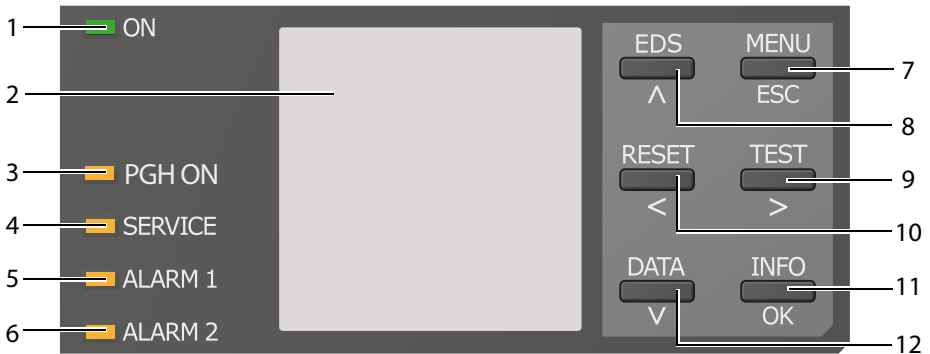 1 ON
2
3 PGH ON
4 SERVICE
5 ALARM 1
6 ALARM 2
EDS MENU
7
ʌ ESC
8
RESET TEST
9
< >
10
DATA INFO
11
v OK
12